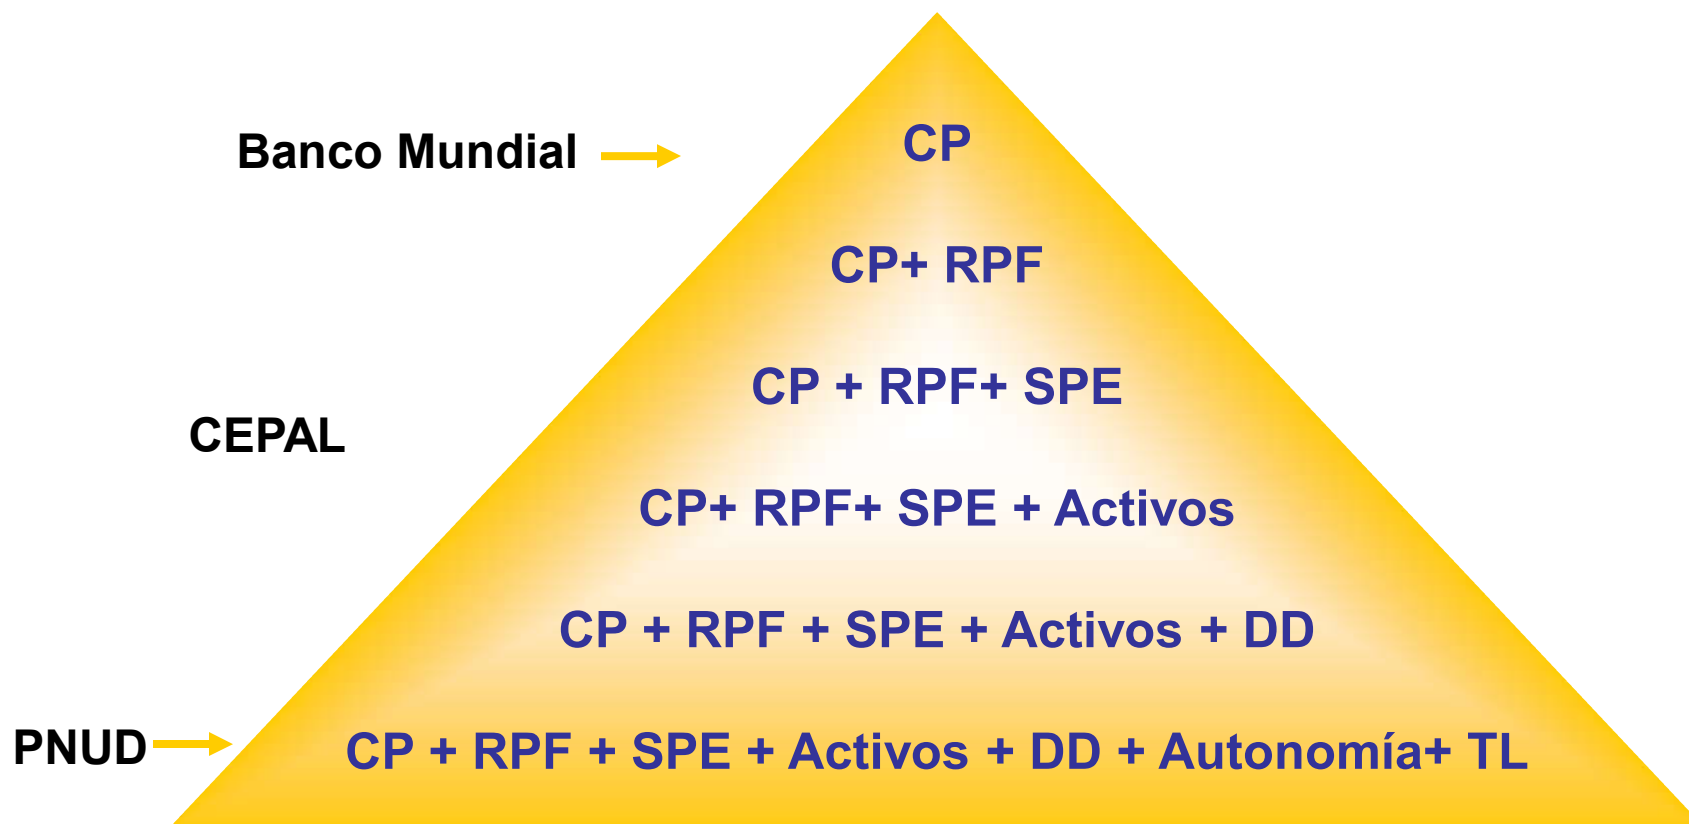 Banco Mundial
CP
CP+ RPF
CP + RPF+ SPE
CEPAL
CP+ RPF+ SPE + Activos
CP + RPF + SPE + Activos + DD
PNUD
CP + RPF + SPE + Activos + DD + Autonomía+ TL